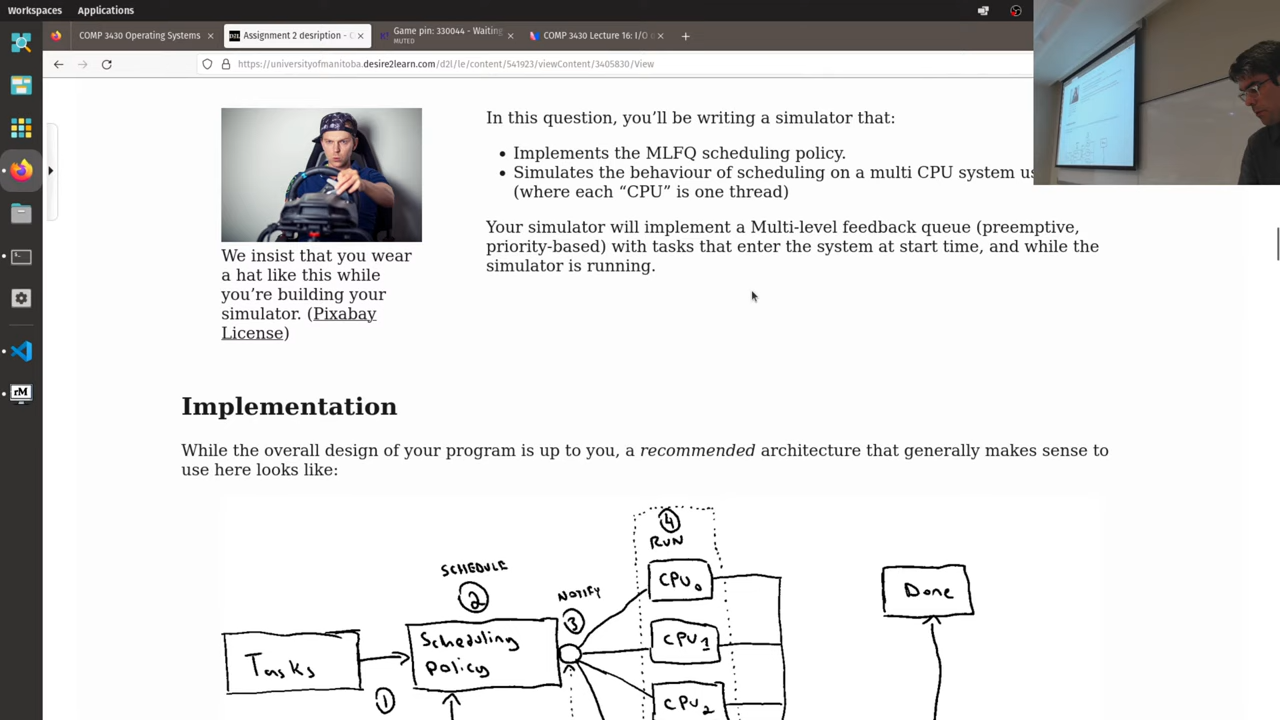 Workspaces
Applications
COMP 3430 Operating Systems ×
D2L Assignment 2 desription - C ×
Game pin: 330044 - Waiting ×
MUTED
COMP 3430 Lecture 16: I/O o ×
https://universityofmanitoba.desire2learn.com/d2l/le/content/541923/viewContent/3405830/View
In this question, you’ll be writing a simulator that:
• Implements the MLFQ scheduling policy.
• Simulates the behaviour of scheduling on a multi CPU system us
(where each “CPU” is one thread)
Your simulator will implement a Multi-level feedback queue (preemptive,
priority-based) with tasks that enter the system at start time, and while the
simulator is running.
We insist that you wear
a hat like this while
you’re building your
simulator. (Pixabay
License)
Implementation
While the overall design of your program is up to you, a recommended architecture that generally makes sense to
use here looks like:
4
RUN
SCHEDULE
2
NOTIFY
3
CPU0
Done
Tasks
Scheduling
policy
CPU1
1
CPU2
rM